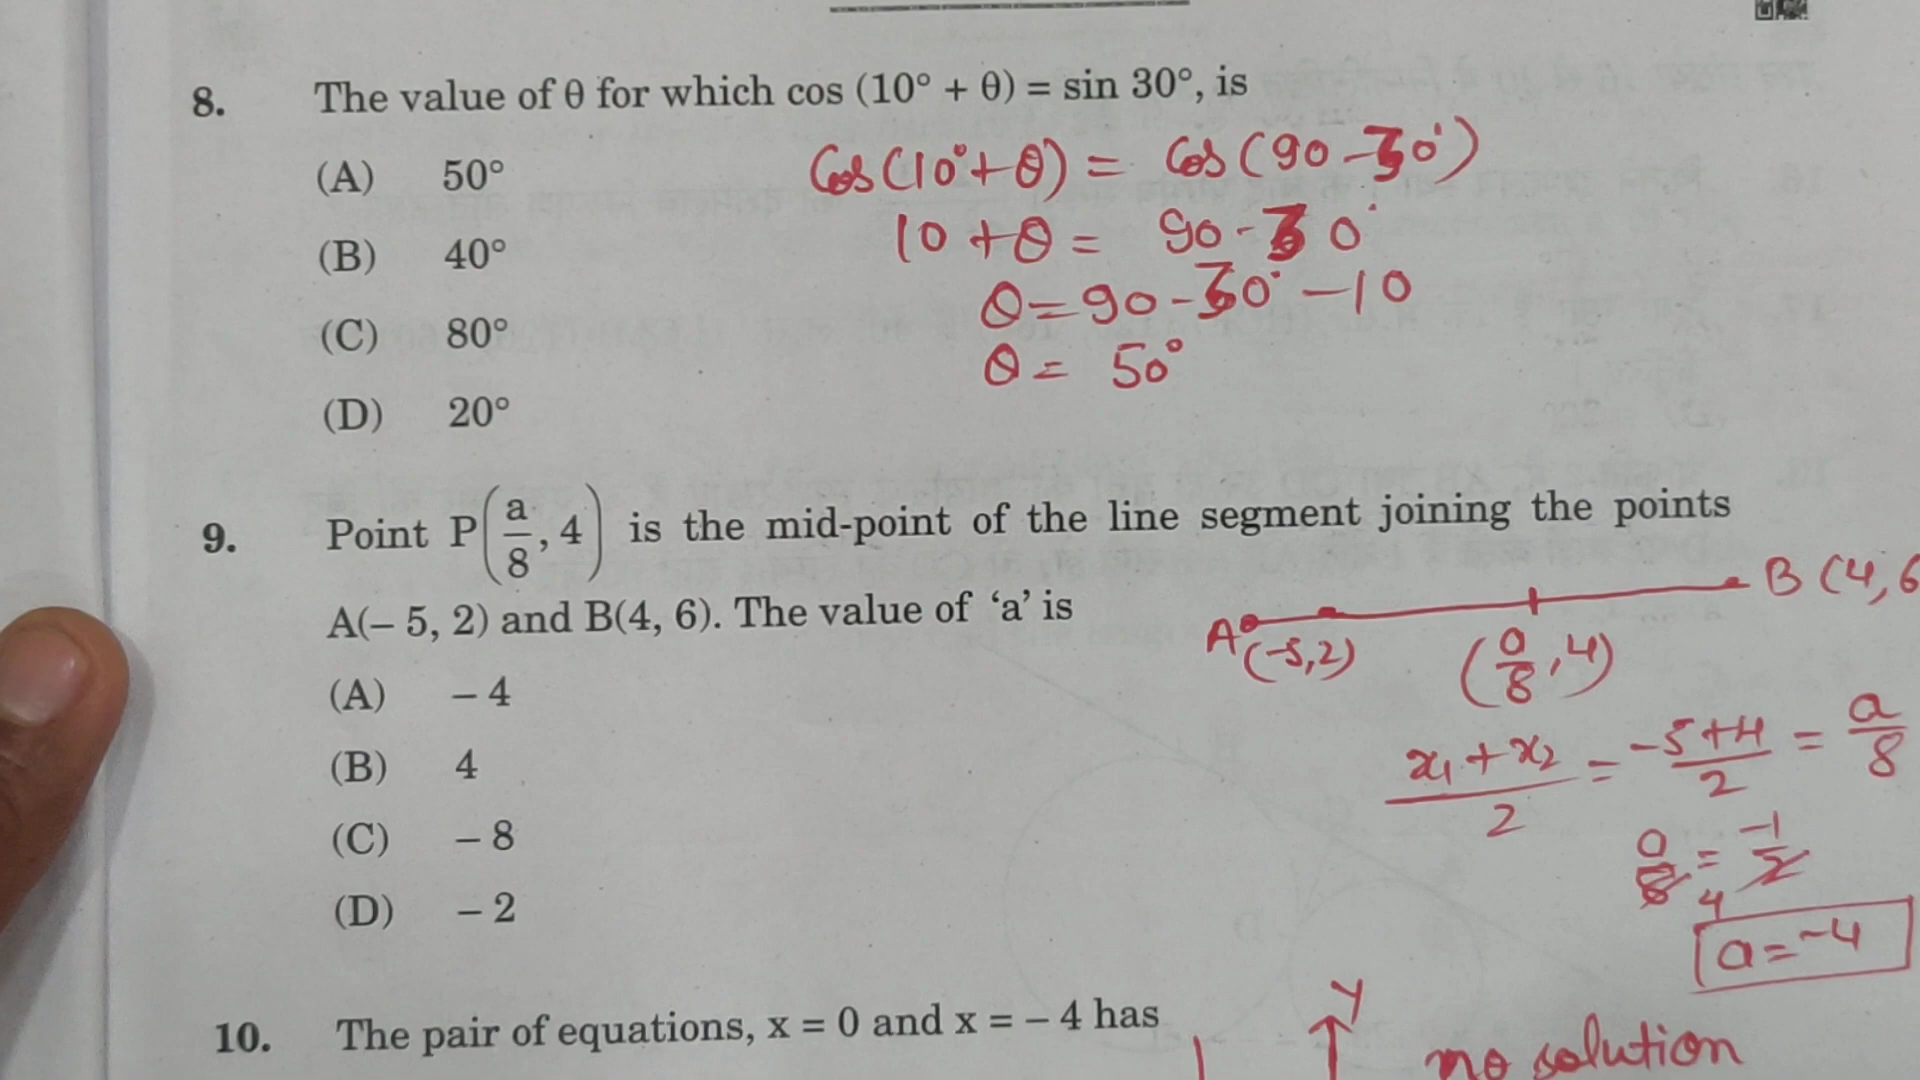 8. The value of θ for which cos (10° + θ) = sin 30°, is
(A) 50°
(B) 40°
(C) 80°
(D) 20°
Cos(10°+θ) = Cos(90-30°)
10+θ = 90-30°
θ=90-30°-10
θ = 50°
9. Point P(a/8, 4) is the mid-point of the line segment joining the points
A(– 5, 2) and B(4, 6). The value of ‘a’ is
(A) – 4
(B) 4
(C) – 8
(D) – 2
A (-5,2) (a/8,4) B (4,6
(x₁+x₂)/2 = (-5+4)/2 = a/8
a/8 = -1/2
4
a=-4
10. The pair of equations, x = 0 and x = – 4 has
Y
no solution